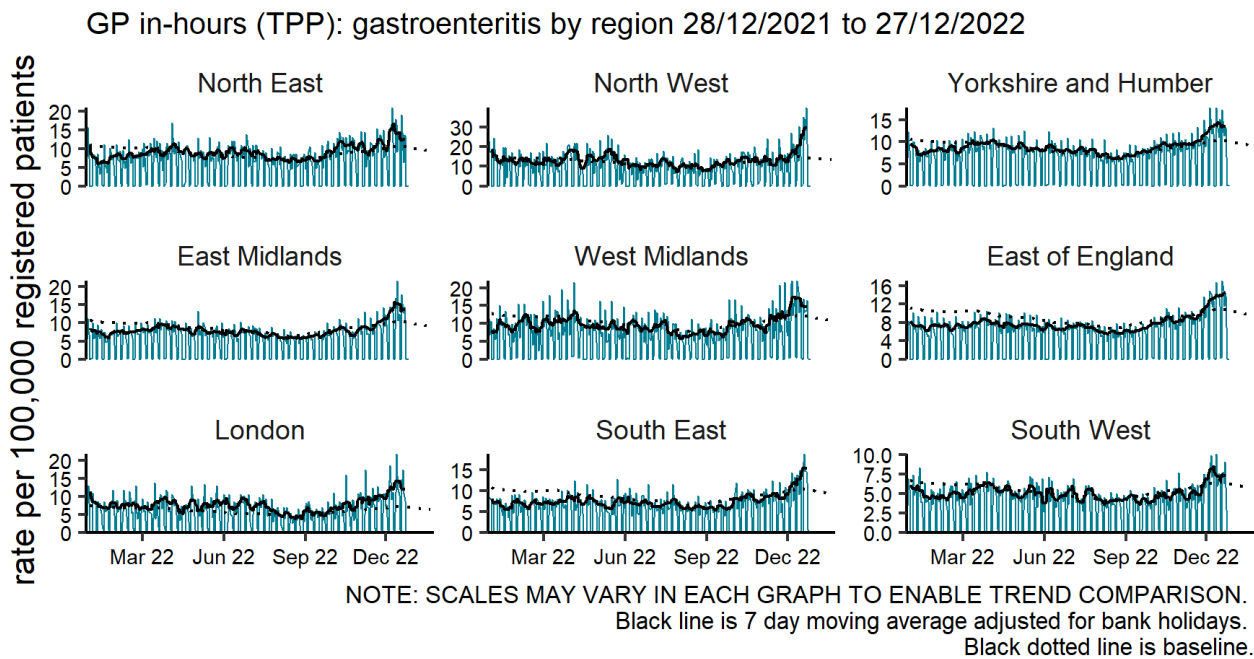 GP in-hours (TPP): gastroenteritis by region 28/12/2021 to 27/12/2022
rate per 100,000 registered patients
North East
20
15
10
5
0
North West
30
20
10
0
Yorkshire and Humber
15
10
5
0
East Midlands
20
15
10
5
0
West Midlands
20
15
10
5
0
East of England
16
12
8
4
0
London
20
15
10
5
0
South East
15
10
5
0
South West
10.0
7.5
5.0
2.5
0.0
Mar 22 Jun 22 Sep 22 Dec 22
Mar 22 Jun 22 Sep 22 Dec 22
Mar 22 Jun 22 Sep 22 Dec 22
NOTE: SCALES MAY VARY IN EACH GRAPH TO ENABLE TREND COMPARISON.
Black line is 7 day moving average adjusted for bank holidays.
Black dotted line is baseline.